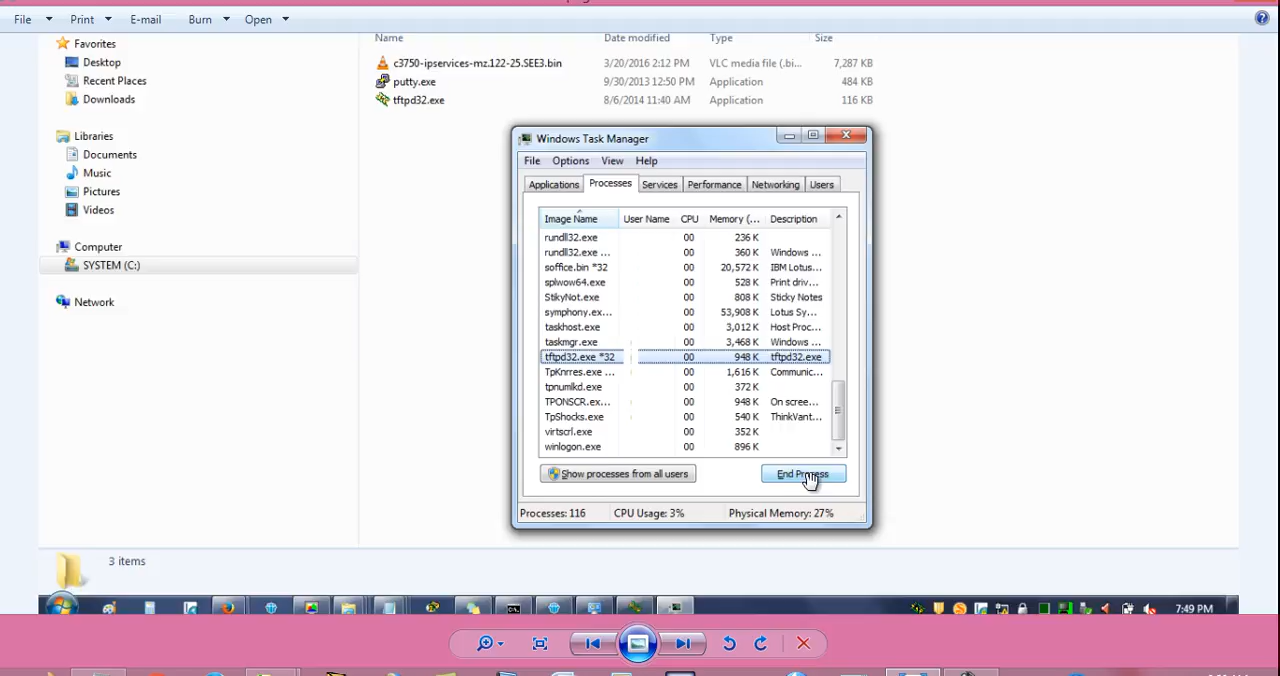 File Print E-mail Burn Open
Favorites
Desktop
Recent Places
Downloads
Libraries
Documents
Music
Pictures
Videos
Computer
SYSTEM (C:)
Network
Name Date modified Type Size
c3750-ipservices-mz.122-25.SEE3.bin 3/20/2016 2:12 PM VLC media file (.bi... 7,287 KB
putty.exe 9/30/2013 12:50 PM Application 484 KB
tftpd32.exe 8/6/2014 11:40 AM Application 116 KB
Windows Task Manager
File Options View Help
Applications Processes Services Performance Networking Users
Image Name User Name CPU Memory (... Description
rundll32.exe 00 236 K
rundll32.exe ... 00 360 K Windows ...
soffice.bin *32 00 20,572 K IBM Lotus...
splwow64.exe 00 528 K Print driv...
StikyNot.exe 00 808 K Sticky Notes
symphony.ex... 00 53,908 K Lotus Sy...
taskhost.exe 00 3,012 K Host Proc...
taskmgr.exe 00 3,468 K Windows ...
tftpd32.exe *32 00 948 K tftpd32.exe
TpKnrres.exe ... 00 1,616 K Communic...
tpnumlkd.exe 00 372 K
TPONSCR.ex... 00 948 K On scree...
TpShocks.exe 00 540 K ThinkVant...
virtscrl.exe 00 352 K
winlogon.exe 00 896 K
Show processes from all users End Process
Processes: 116 CPU Usage: 3% Physical Memory: 27%
3 items
7:49 PM